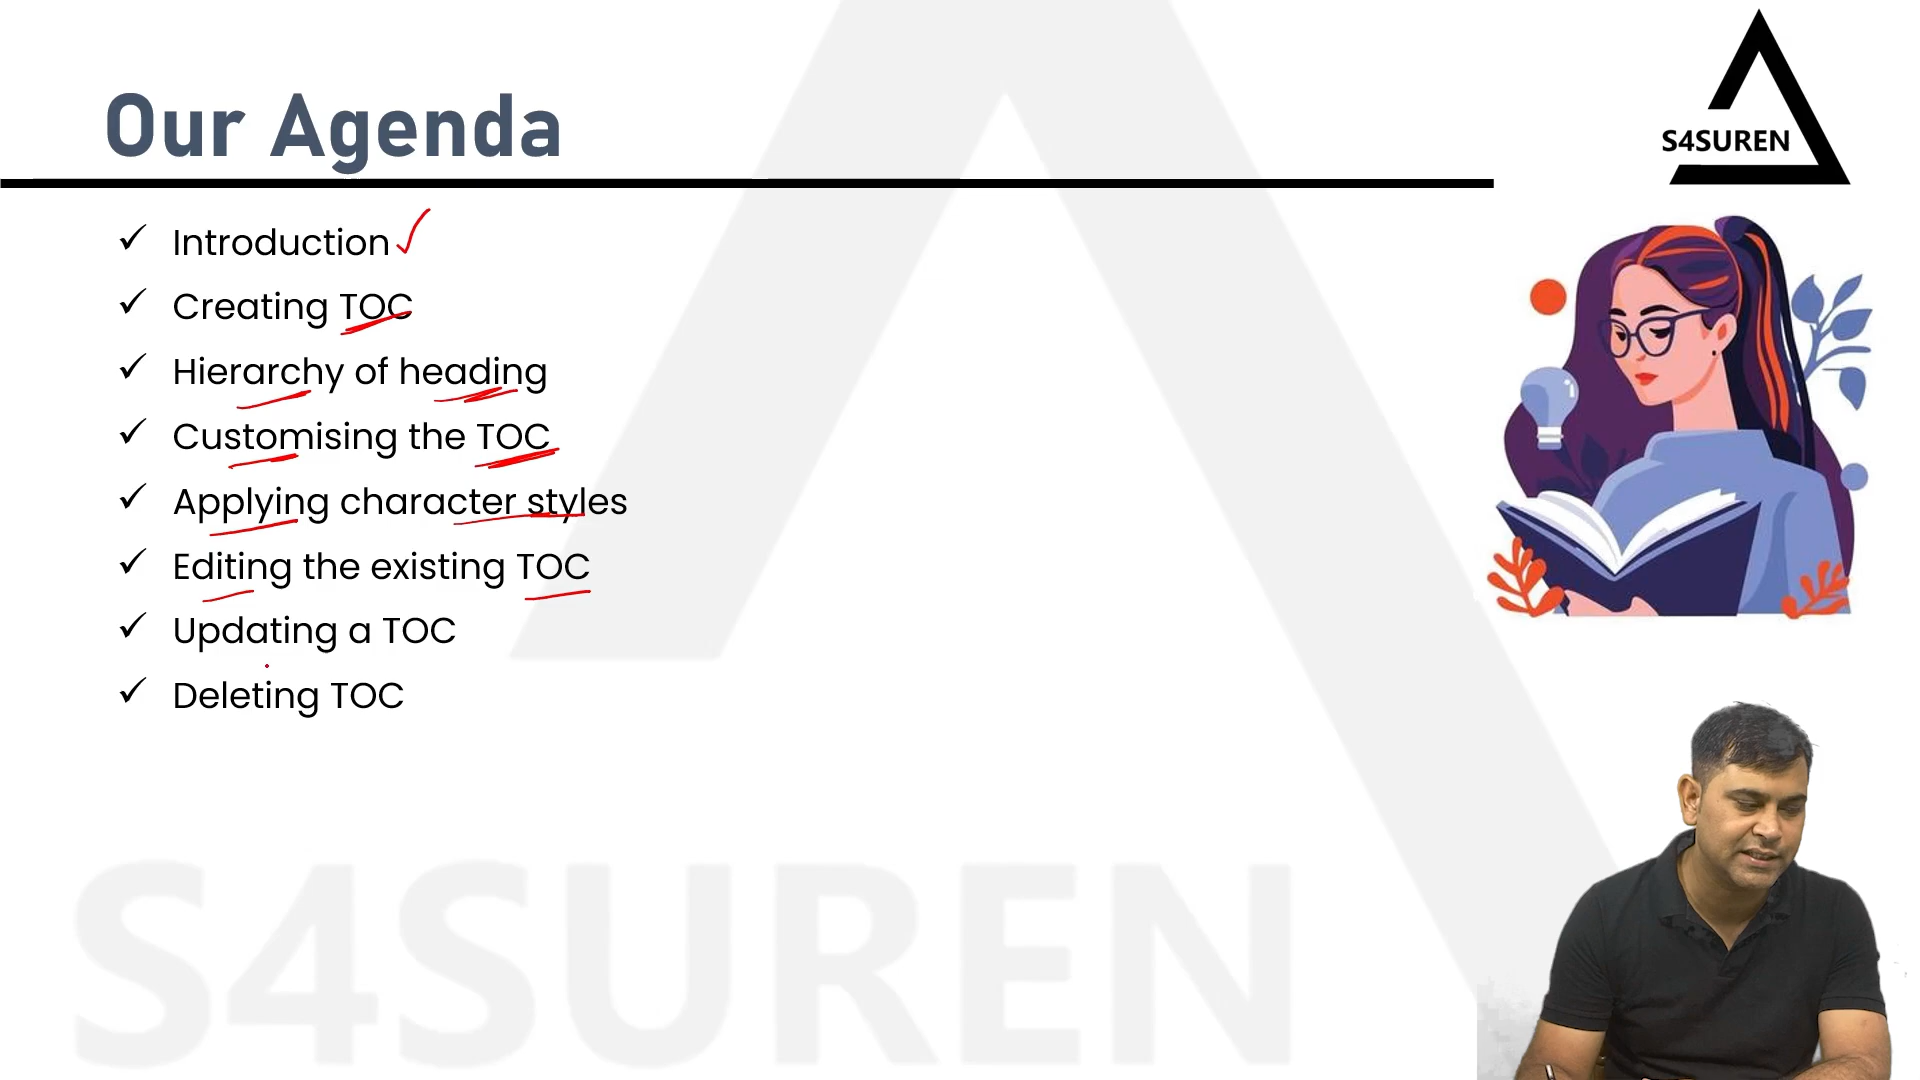 Our Agenda
S4SUREN
Introduction
Creating TOC
Hierarchy of heading
Customising the TOC
Applying character styles
Editing the existing TOC
Updating a TOC
Deleting TOC
S4SUREN